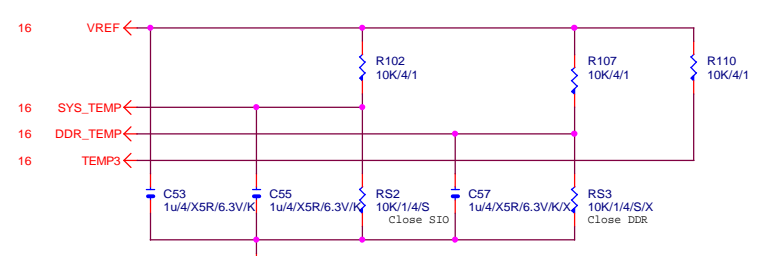 16 VREF
R102
10K/4/1
R107
10K/4/1
R110
10K/4/1
16 SYS_TEMP
16 DDR_TEMP
16 TEMP3
C53
1u/4/X5R/6.3V/K
C55
1u/4/X5R/6.3V/K
RS2
10K/1/4/S
Close SIO
C57
1u/4/X5R/6.3V/K/X
RS3
10K/1/4/S/X
Close DDR